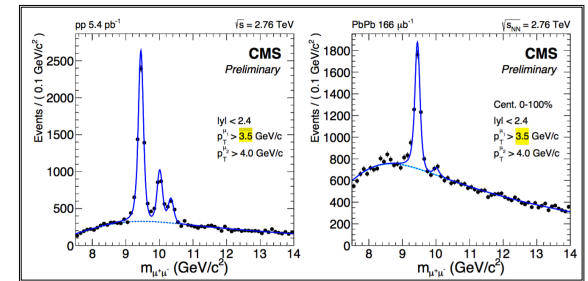 pp 5.4 pb⁻¹
√s = 2.76 TeV
CMS
Preliminary
|y| < 2.4
p_T^μ₁ > 3.5 GeV/c
p_T^μ₂ > 4.0 GeV/c
Events / ( 0.1 GeV/c² )
2500
2000
1500
1000
500
0
8 9 10 11 12 13 14
m_μ⁺μ⁻ (GeV/c²)
PbPb 166 μb⁻¹
√s_NN = 2.76 TeV
CMS
Preliminary
Cent. 0-100%
|y| < 2.4
p_T^μ₁ > 3.5 GeV/c
p_T^μ₂ > 4.0 GeV/c
Events / ( 0.1 GeV/c² )
1800
1600
1400
1200
1000
800
600
400
200
0
8 9 10 11 12 13 14
m_μ⁺μ⁻ (GeV/c²)